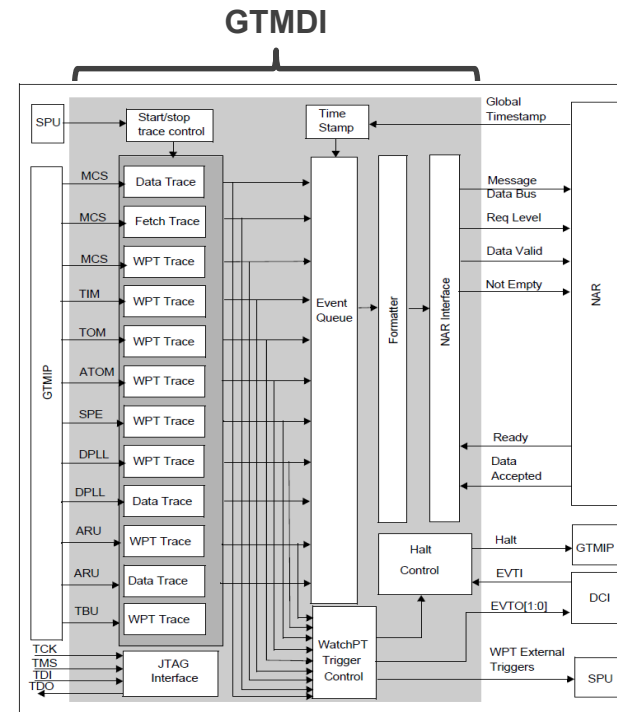 GTMDI
SPU
Start/stop
trace control
Time
Stamp
Global
Timestamp
MCS
Data Trace
MCS
Fetch Trace
MCS
WPT Trace
TIM
WPT Trace
TOM
WPT Trace
ATOM
WPT Trace
SPE
WPT Trace
DPLL
WPT Trace
DPLL
Data Trace
ARU
WPT Trace
ARU
Data Trace
TBU
WPT Trace
GTMIP
Event
Queue
Formatter
NAR Interface
Message
Data Bus
Req Level
Data Valid
Not Empty
NAR
Ready
Data
Accepted
Halt
Control
Halt
GTMIP
EVTI
DCI
EVTO[1:0]
WatchPT
Trigger
Control
WPT External
Triggers
SPU
TCK
TMS
TDI
TDO
JTAG
Interface